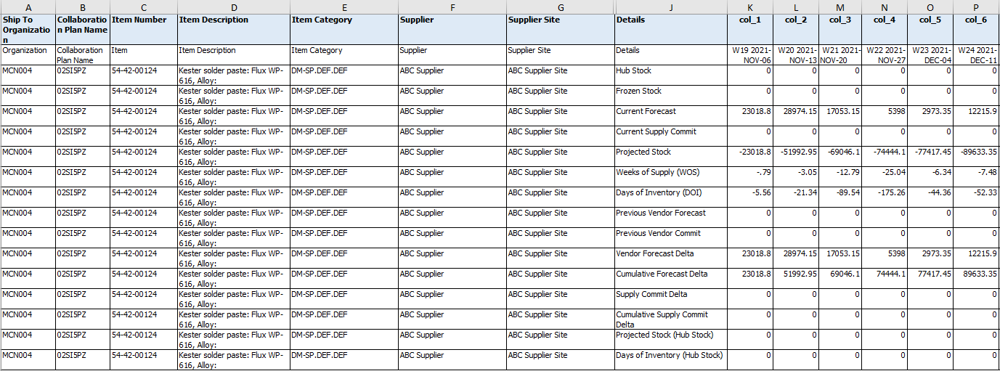 A B C D E F G J K L M N O P
Ship To Organization Collaboration Plan Name Item Number Item Description Item Category Supplier Supplier Site Details col_1 col_2 col_3 col_4 col_5 col_6
Organization Collaboration Plan Name Item Item Description Item Category Supplier Supplier Site Details W19 2021-NOV-06 W20 2021-NOV-13 W21 2021-NOV-20 W22 2021-NOV-27 W23 2021-DEC-04 W24 2021-DEC-11
MCN004 02SI5PZ 54-42-00124 Kester solder paste: Flux WP-616, Alloy: DM-SP.DEF.DEF ABC Supplier ABC Supplier Site Hub Stock 0 0 0 0 0 0
MCN004 02SI5PZ 54-42-00124 Kester solder paste: Flux WP-616, Alloy: DM-SP.DEF.DEF ABC Supplier ABC Supplier Site Frozen Stock 0 0 0 0 0 0
MCN004 02SI5PZ 54-42-00124 Kester solder paste: Flux WP-616, Alloy: DM-SP.DEF.DEF ABC Supplier ABC Supplier Site Current Forecast 23018.8 28974.15 17053.15 5398 2973.35 12215.9
MCN004 02SI5PZ 54-42-00124 Kester solder paste: Flux WP-616, Alloy: DM-SP.DEF.DEF ABC Supplier ABC Supplier Site Current Supply Commit 0 0 0 0 0 0
MCN004 02SI5PZ 54-42-00124 Kester solder paste: Flux WP-616, Alloy: DM-SP.DEF.DEF ABC Supplier ABC Supplier Site Projected Stock -23018.8 -51992.95 -69046.1 -74444.1 -77417.45 -89633.35
MCN004 02SI5PZ 54-42-00124 Kester solder paste: Flux WP-616, Alloy: DM-SP.DEF.DEF ABC Supplier ABC Supplier Site Weeks of Supply (WOS) -.79 -3.05 -12.79 -25.04 -6.34 -7.48
MCN004 02SI5PZ 54-42-00124 Kester solder paste: Flux WP-616, Alloy: DM-SP.DEF.DEF ABC Supplier ABC Supplier Site Days of Inventory (DOI) -5.56 -21.34 -89.54 -175.26 -44.36 -52.33
MCN004 02SI5PZ 54-42-00124 Kester solder paste: Flux WP-616, Alloy: DM-SP.DEF.DEF ABC Supplier ABC Supplier Site Previous Vendor Forecast 0 0 0 0 0 0
MCN004 02SI5PZ 54-42-00124 Kester solder paste: Flux WP-616, Alloy: DM-SP.DEF.DEF ABC Supplier ABC Supplier Site Previous Vendor Commit 0 0 0 0 0 0
MCN004 02SI5PZ 54-42-00124 Kester solder paste: Flux WP-616, Alloy: DM-SP.DEF.DEF ABC Supplier ABC Supplier Site Vendor Forecast Delta 23018.8 28974.15 17053.15 5398 2973.35 12215.9
MCN004 02SI5PZ 54-42-00124 Kester solder paste: Flux WP-616, Alloy: DM-SP.DEF.DEF ABC Supplier ABC Supplier Site Cumulative Forecast Delta 23018.8 51992.95 69046.1 74444.1 77417.45 89633.35
MCN004 02SI5PZ 54-42-00124 Kester solder paste: Flux WP-616, Alloy: DM-SP.DEF.DEF ABC Supplier ABC Supplier Site Supply Commit Delta 0 0 0 0 0 0
MCN004 02SI5PZ 54-42-00124 Kester solder paste: Flux WP-616, Alloy: DM-SP.DEF.DEF ABC Supplier ABC Supplier Site Cumulative Supply Commit Delta 0 0 0 0 0 0
MCN004 02SI5PZ 54-42-00124 Kester solder paste: Flux WP-616, Alloy: DM-SP.DEF.DEF ABC Supplier ABC Supplier Site Projected Stock (Hub Stock) 0 0 0 0 0 0
MCN004 02SI5PZ 54-42-00124 Kester solder paste: Flux WP-616, Alloy: DM-SP.DEF.DEF ABC Supplier ABC Supplier Site Days of Inventory (Hub Stock) 0 0 0 0 0 0